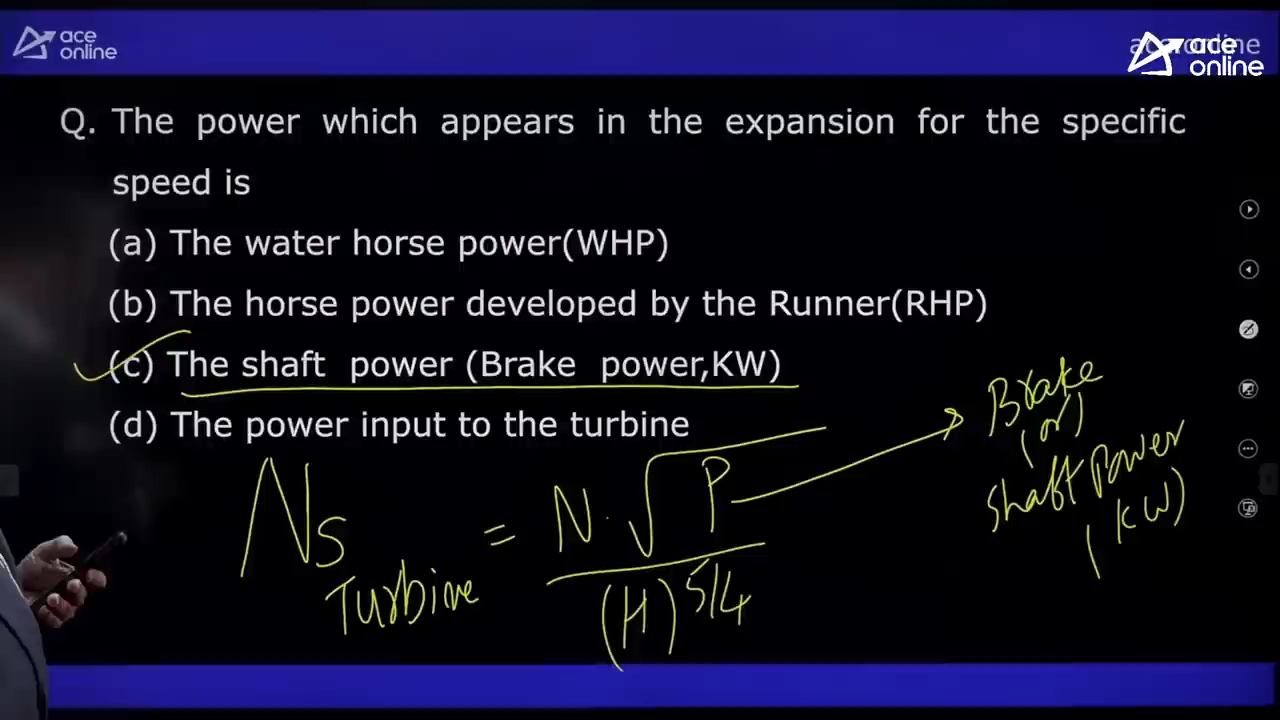 ace
online
ace
online
Q. The power which appears in the expansion for the specific
speed is
(a) The water horse power(WHP)
(b) The horse power developed by the Runner(RHP)
(c) The shaft power (Brake power,KW)
(d) The power input to the turbine
Brake
(or)
Shaft Power
(KW)
Ns Turbine = N.√P
(H)^5/4